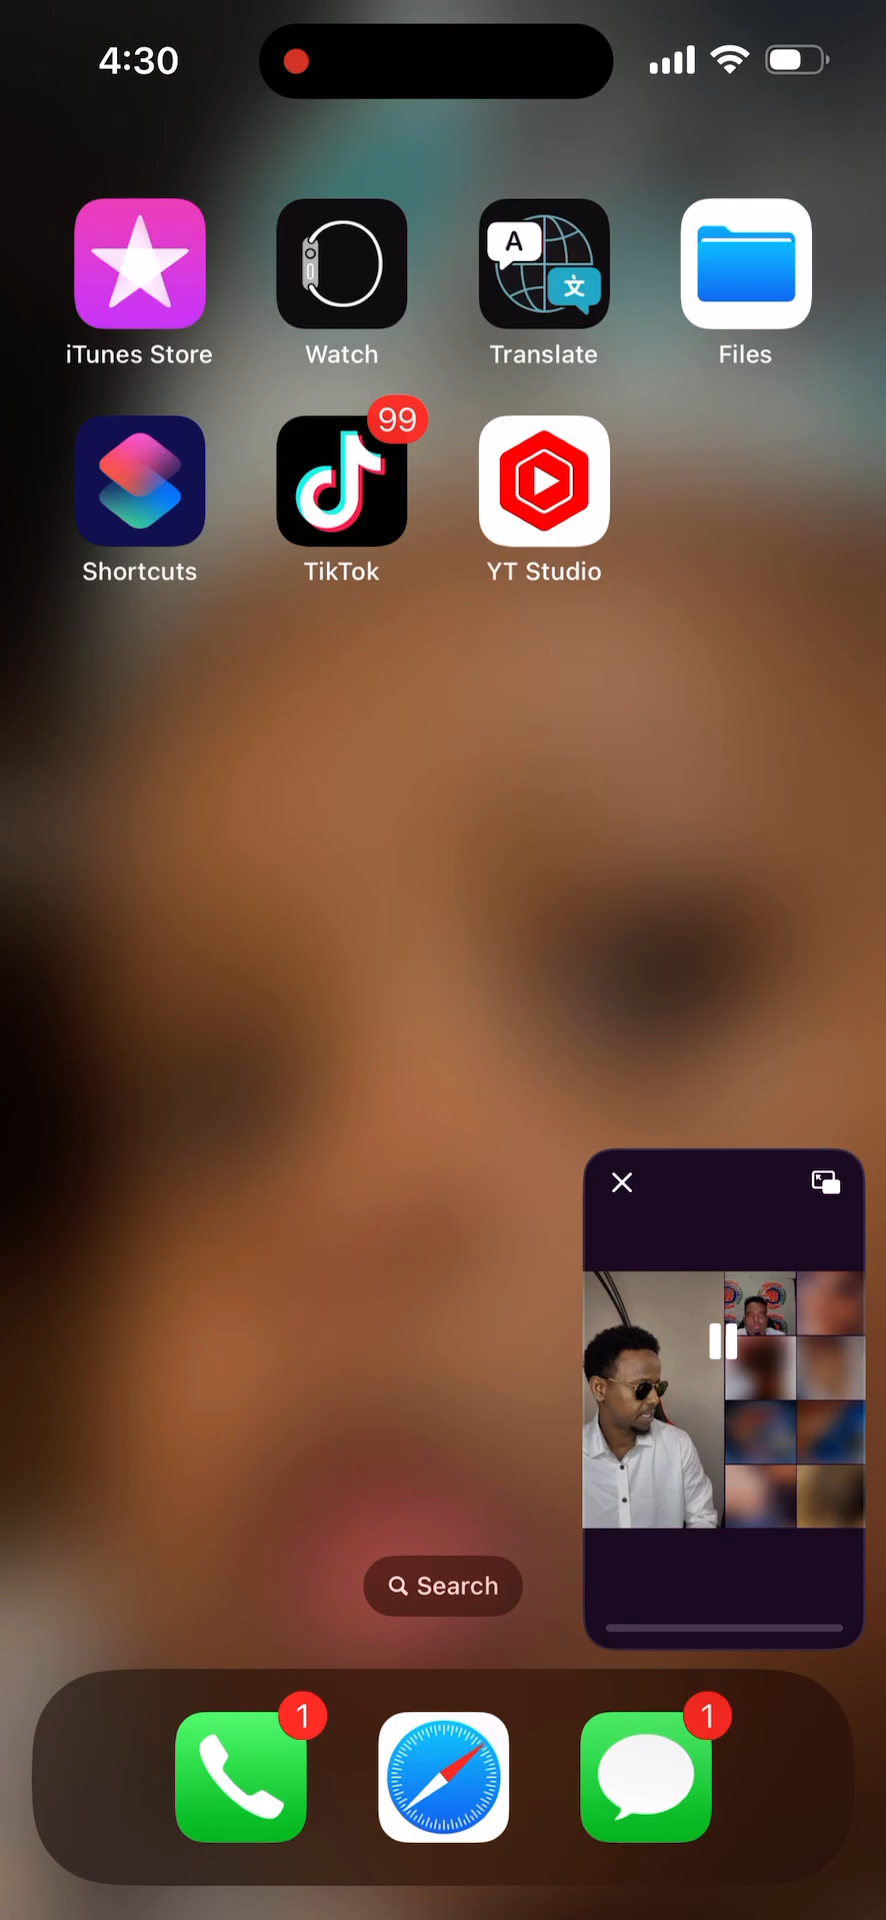 4:30
A
文
iTunes Store
Watch
Translate
Files
99
Shortcuts
TikTok
YT Studio
Search
1
1